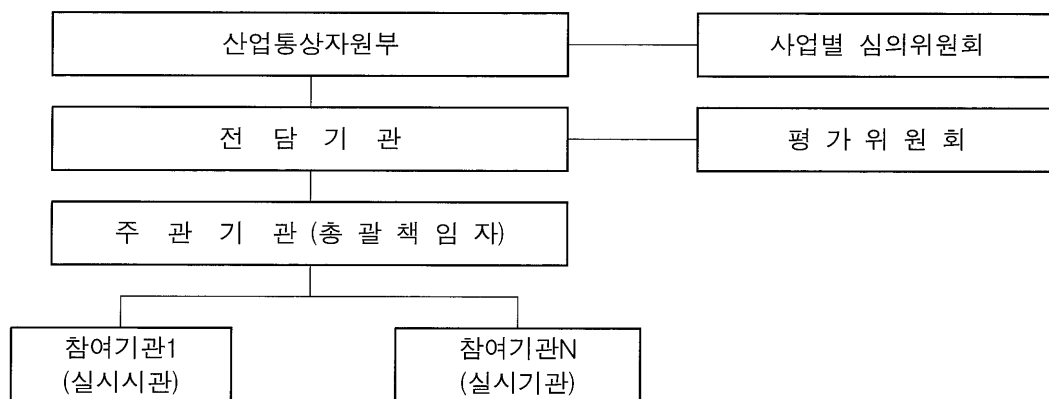 산업통상자원부
사업별 심의위원회
전 담 기 관
평 가 위 원 회
주 관 기 관 (총 괄 책 임 자)
참여기관1
(실시시관)
참여기관N
(실시기관)